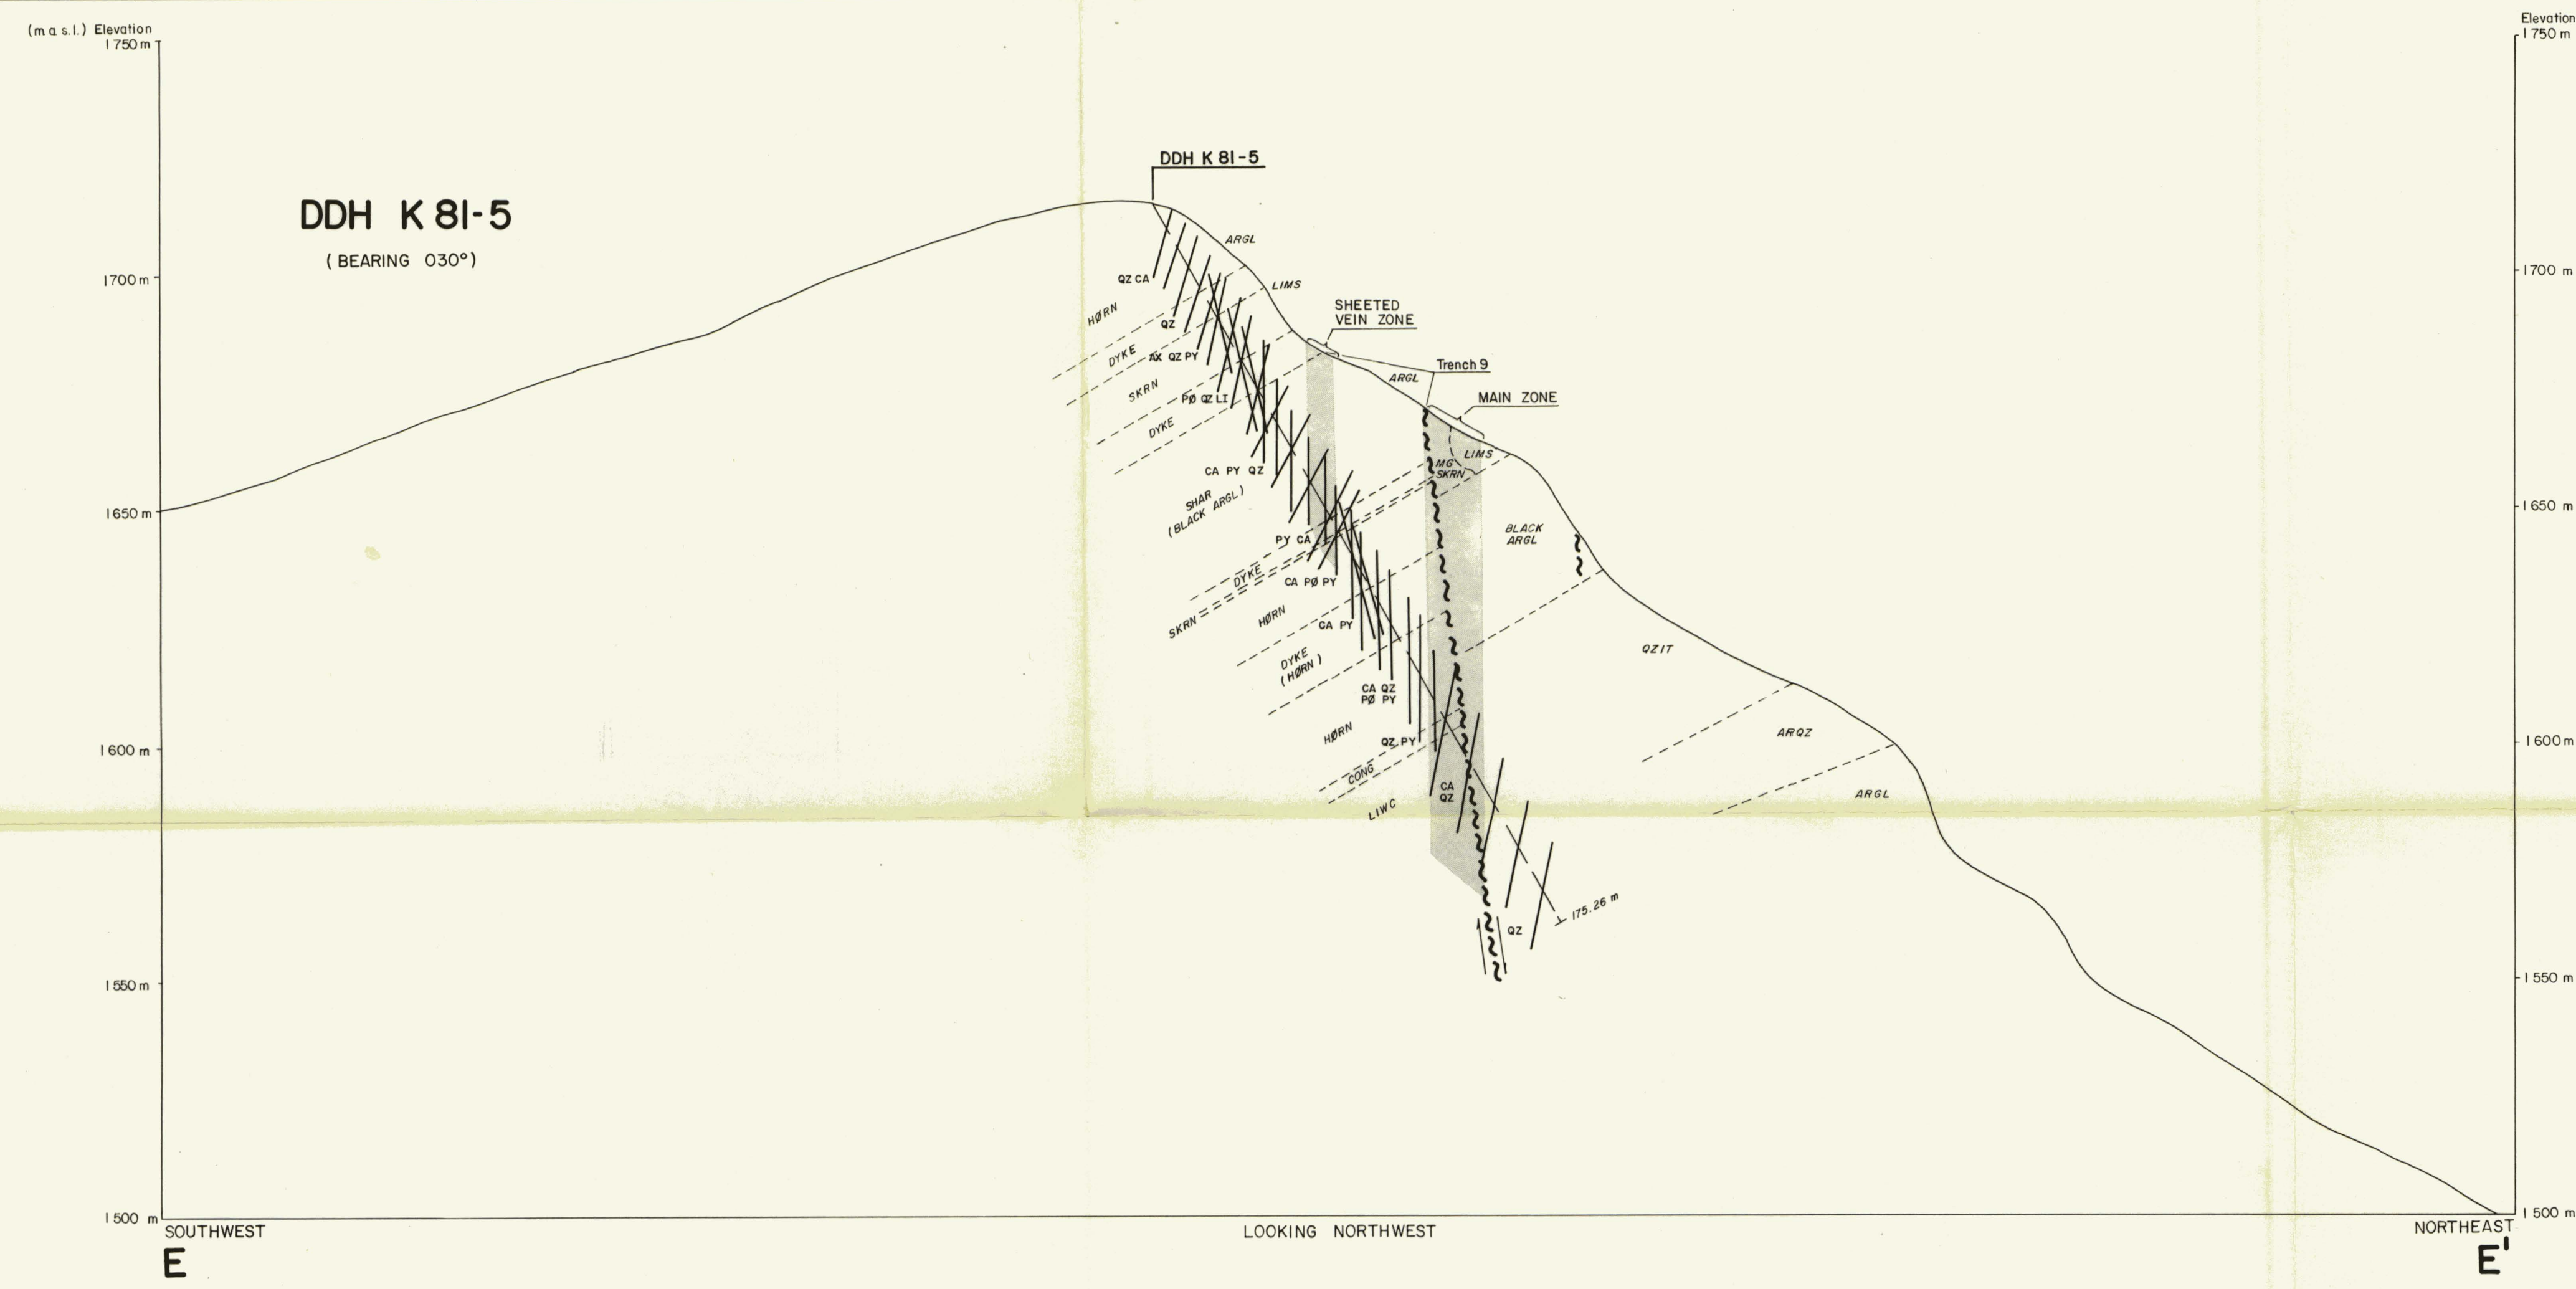 (m a s.l.) Elevation
1750 m
1700 m
1650 m
1600 m
1550 m
1500 m
Elevation
1750 m
1700 m
1650 m
1600 m
1550 m
1500 m
DDH K 81-5
(BEARING 030°)
DDH K 81-5
ARGL
LIMS
SHEETED
VEIN ZONE
Trench 9
ARGL
MAIN ZONE
LIMS
MG
SKRN
BLACK
ARGL
QZIT
ARQZ
ARGL
QZ CA
HØRN
QZ
DYKE
AX QZ PY
SKRN
PØ QZ LI
DYKE
CA PY QZ
SHAR
(BLACK ARGL)
PY CA
DYKE
CA PØ PY
SKRN
HØRN
CA PY
DYKE
(HØRN)
CA QZ
PØ PY
HØRN
QZ PY
CONG
CA
QZ
LIWC
175.26 m
QZ
SOUTHWEST
LOOKING NORTHWEST
NORTHEAST
E
E'